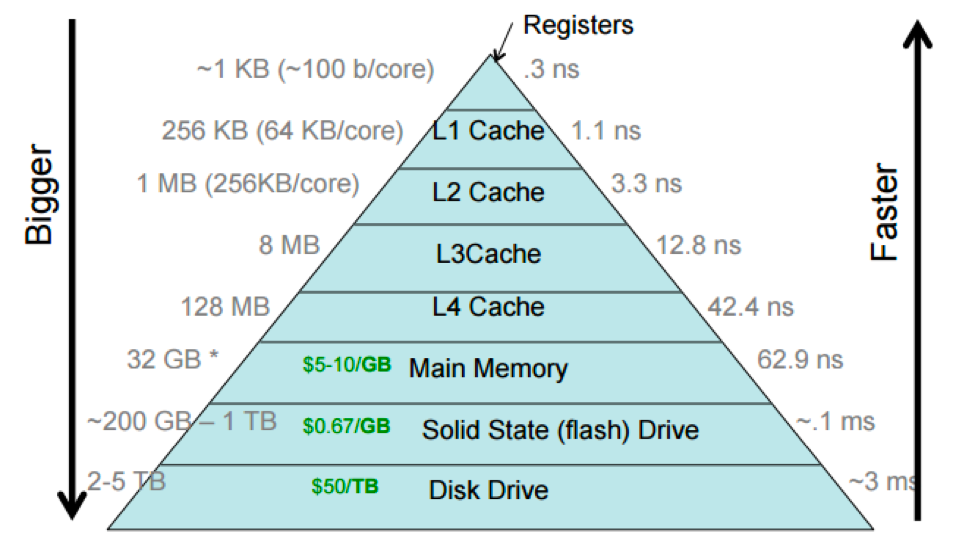 Registers
~1 KB (~100 b/core) .3 ns
256 KB (64 KB/core) L1 Cache 1.1 ns
1 MB (256KB/core) L2 Cache 3.3 ns
8 MB L3Cache 12.8 ns
128 MB L4 Cache 42.4 ns
32 GB * $5-10/GB Main Memory 62.9 ns
~200 GB – 1 TB $0.67/GB Solid State (flash) Drive ~.1 ms
2-5 TB $50/TB Disk Drive ~3 ms
Bigger
Faster